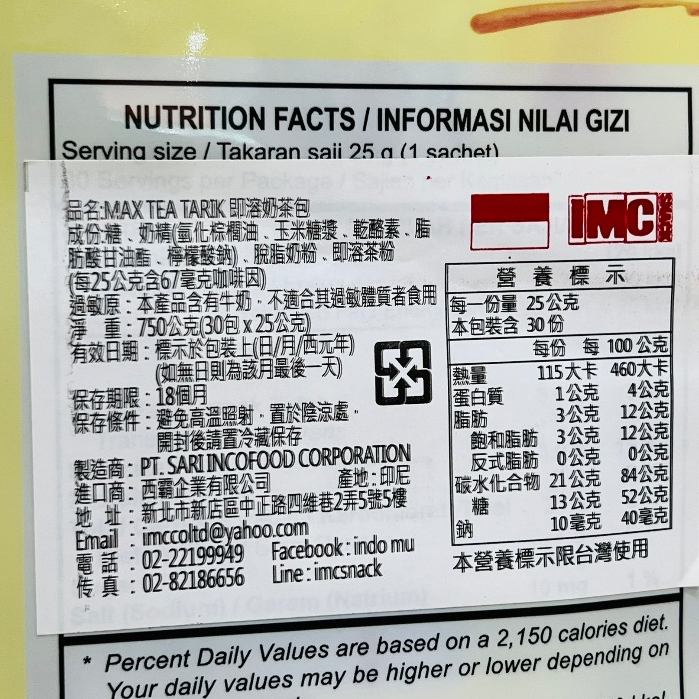 NUTRITION FACTS / INFORMASI NILAI GIZI
Serving size / Takaran saji 25 g (1 sachet)
品名:MAX TEA TARIK 即溶奶茶包
成份:糖、奶精(氫化棕櫚油、玉米糖漿、乾酪素、脂
肪酸甘油酯、檸檬酸鈉)、脫脂奶粉、即溶茶粉
(每25公克含67毫克咖啡因)
過敏原：本產品含有牛奶，不適合其過敏體質者食用
淨 重：750公克(30包x25公克)
有效日期：標示於包裝上(日/月/西元年)
(如無日則為該月最後一天)
保存期限：18個月
保存條件：避免高溫照射，置於陰涼處。
開封後請置冷藏保存
製造商：PT. SARI INCOFOOD CORPORATION
進口商：西霸企業有限公司 產地:印尼
地 址：新北市新店區中正路四維巷2弄5號5樓
Email : imccoltd@yahoo.com
電 話：02-22199949 Facebook : indo mu
傳 真：02-82186656 Line : imcsnack
IMC
營養標示
每一份量 25公克
本包裝含 30份
每份 每 100公克
熱量 115大卡 460大卡
蛋白質 1公克 4公克
脂肪 3公克 12公克
飽和脂肪 3公克 12公克
反式脂肪 0公克 0公克
碳水化合物 21公克 84公克
糖 13公克 52公克
鈉 10毫克 40毫克
本營養標示限台灣使用
* Percent Daily Values are based on a 2,150 calories diet.
Your daily values may be higher or lower depending on